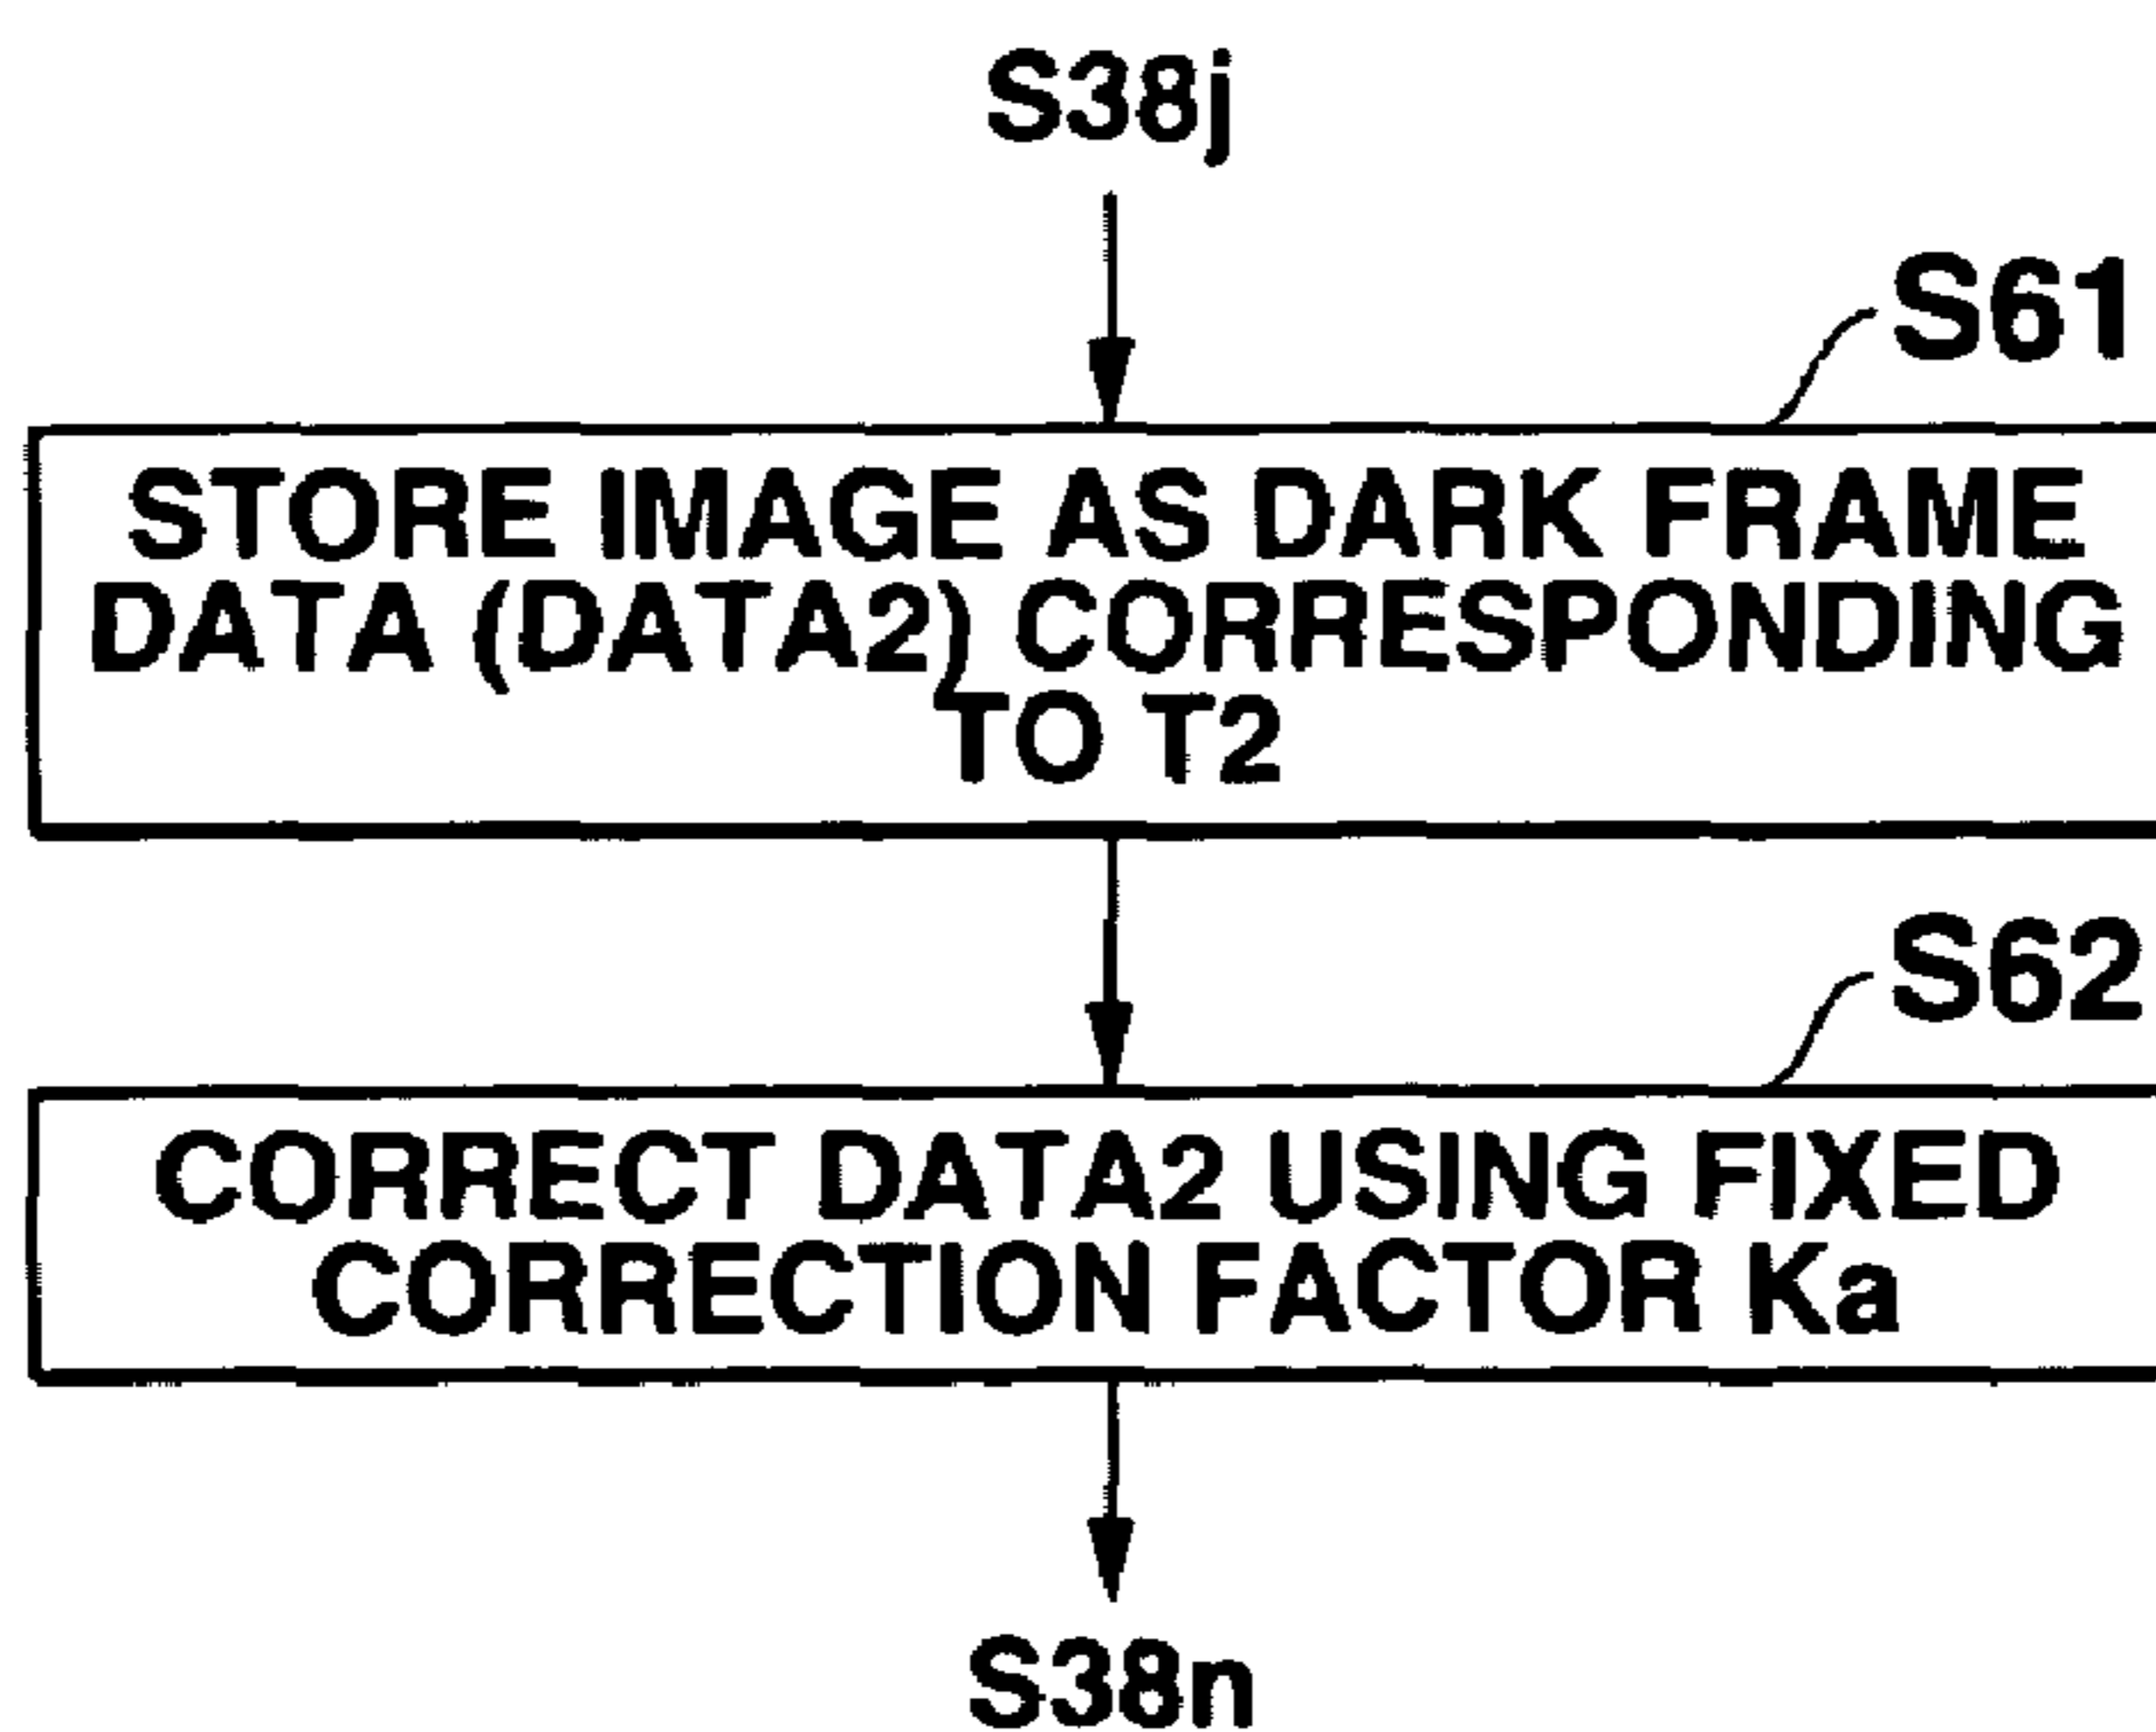 S38j
S61
STORE IMAGE AS DARK FRAME
DATA (DATA2) CORRESPONDING
TO T2
S62
CORRECT DATA2 USING FIXED
CORRECTION FACTOR Ka
S38n